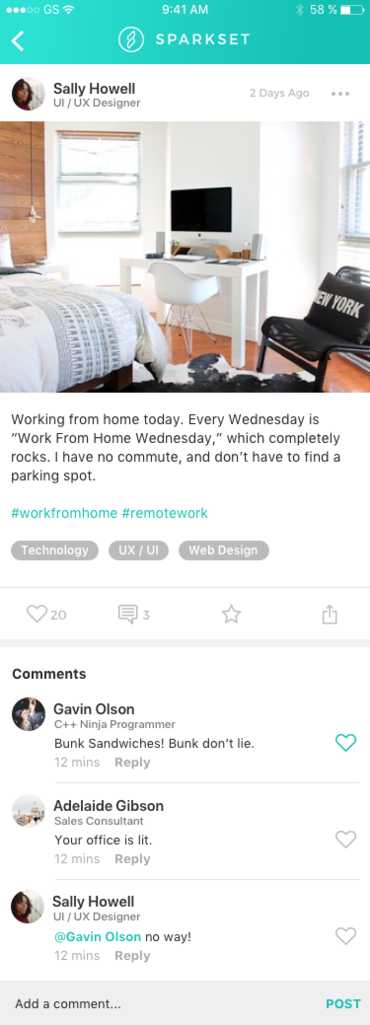 GS 9:41 AM 58 %
SPARKSET
Sally Howell
UI / UX Designer
2 Days Ago
NEW YORK
Working from home today. Every Wednesday is
“Work From Home Wednesday,” which completely
rocks. I have no commute, and don’t have to find a
parking spot.
#workfromhome #remotework
Technology UX / UI Web Design
20 3
Comments
Gavin Olson
C++ Ninja Programmer
Bunk Sandwiches! Bunk don’t lie.
12 mins Reply
Adelaide Gibson
Sales Consultant
Your office is lit.
12 mins Reply
Sally Howell
UI / UX Designer
@Gavin Olson no way!
12 mins Reply
Add a comment... POST